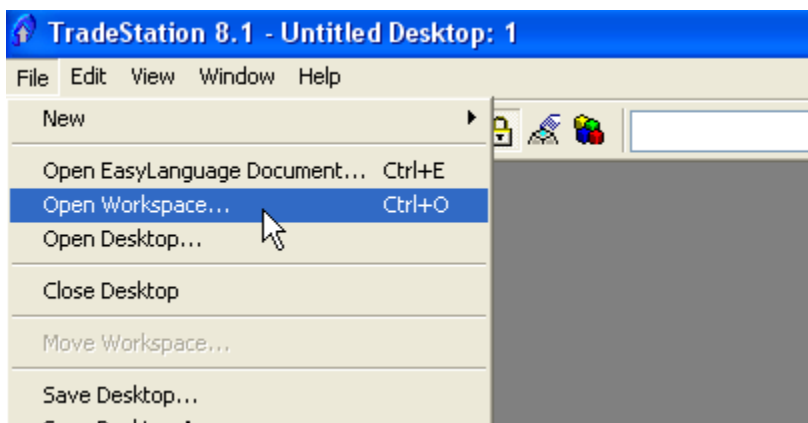 TradeStation 8.1 - Untitled Desktop: 1
File Edit View Window Help
New
Open EasyLanguage Document... Ctrl+E
Open Workspace... Ctrl+O
Open Desktop...
Close Desktop
Move Workspace...
Save Desktop...